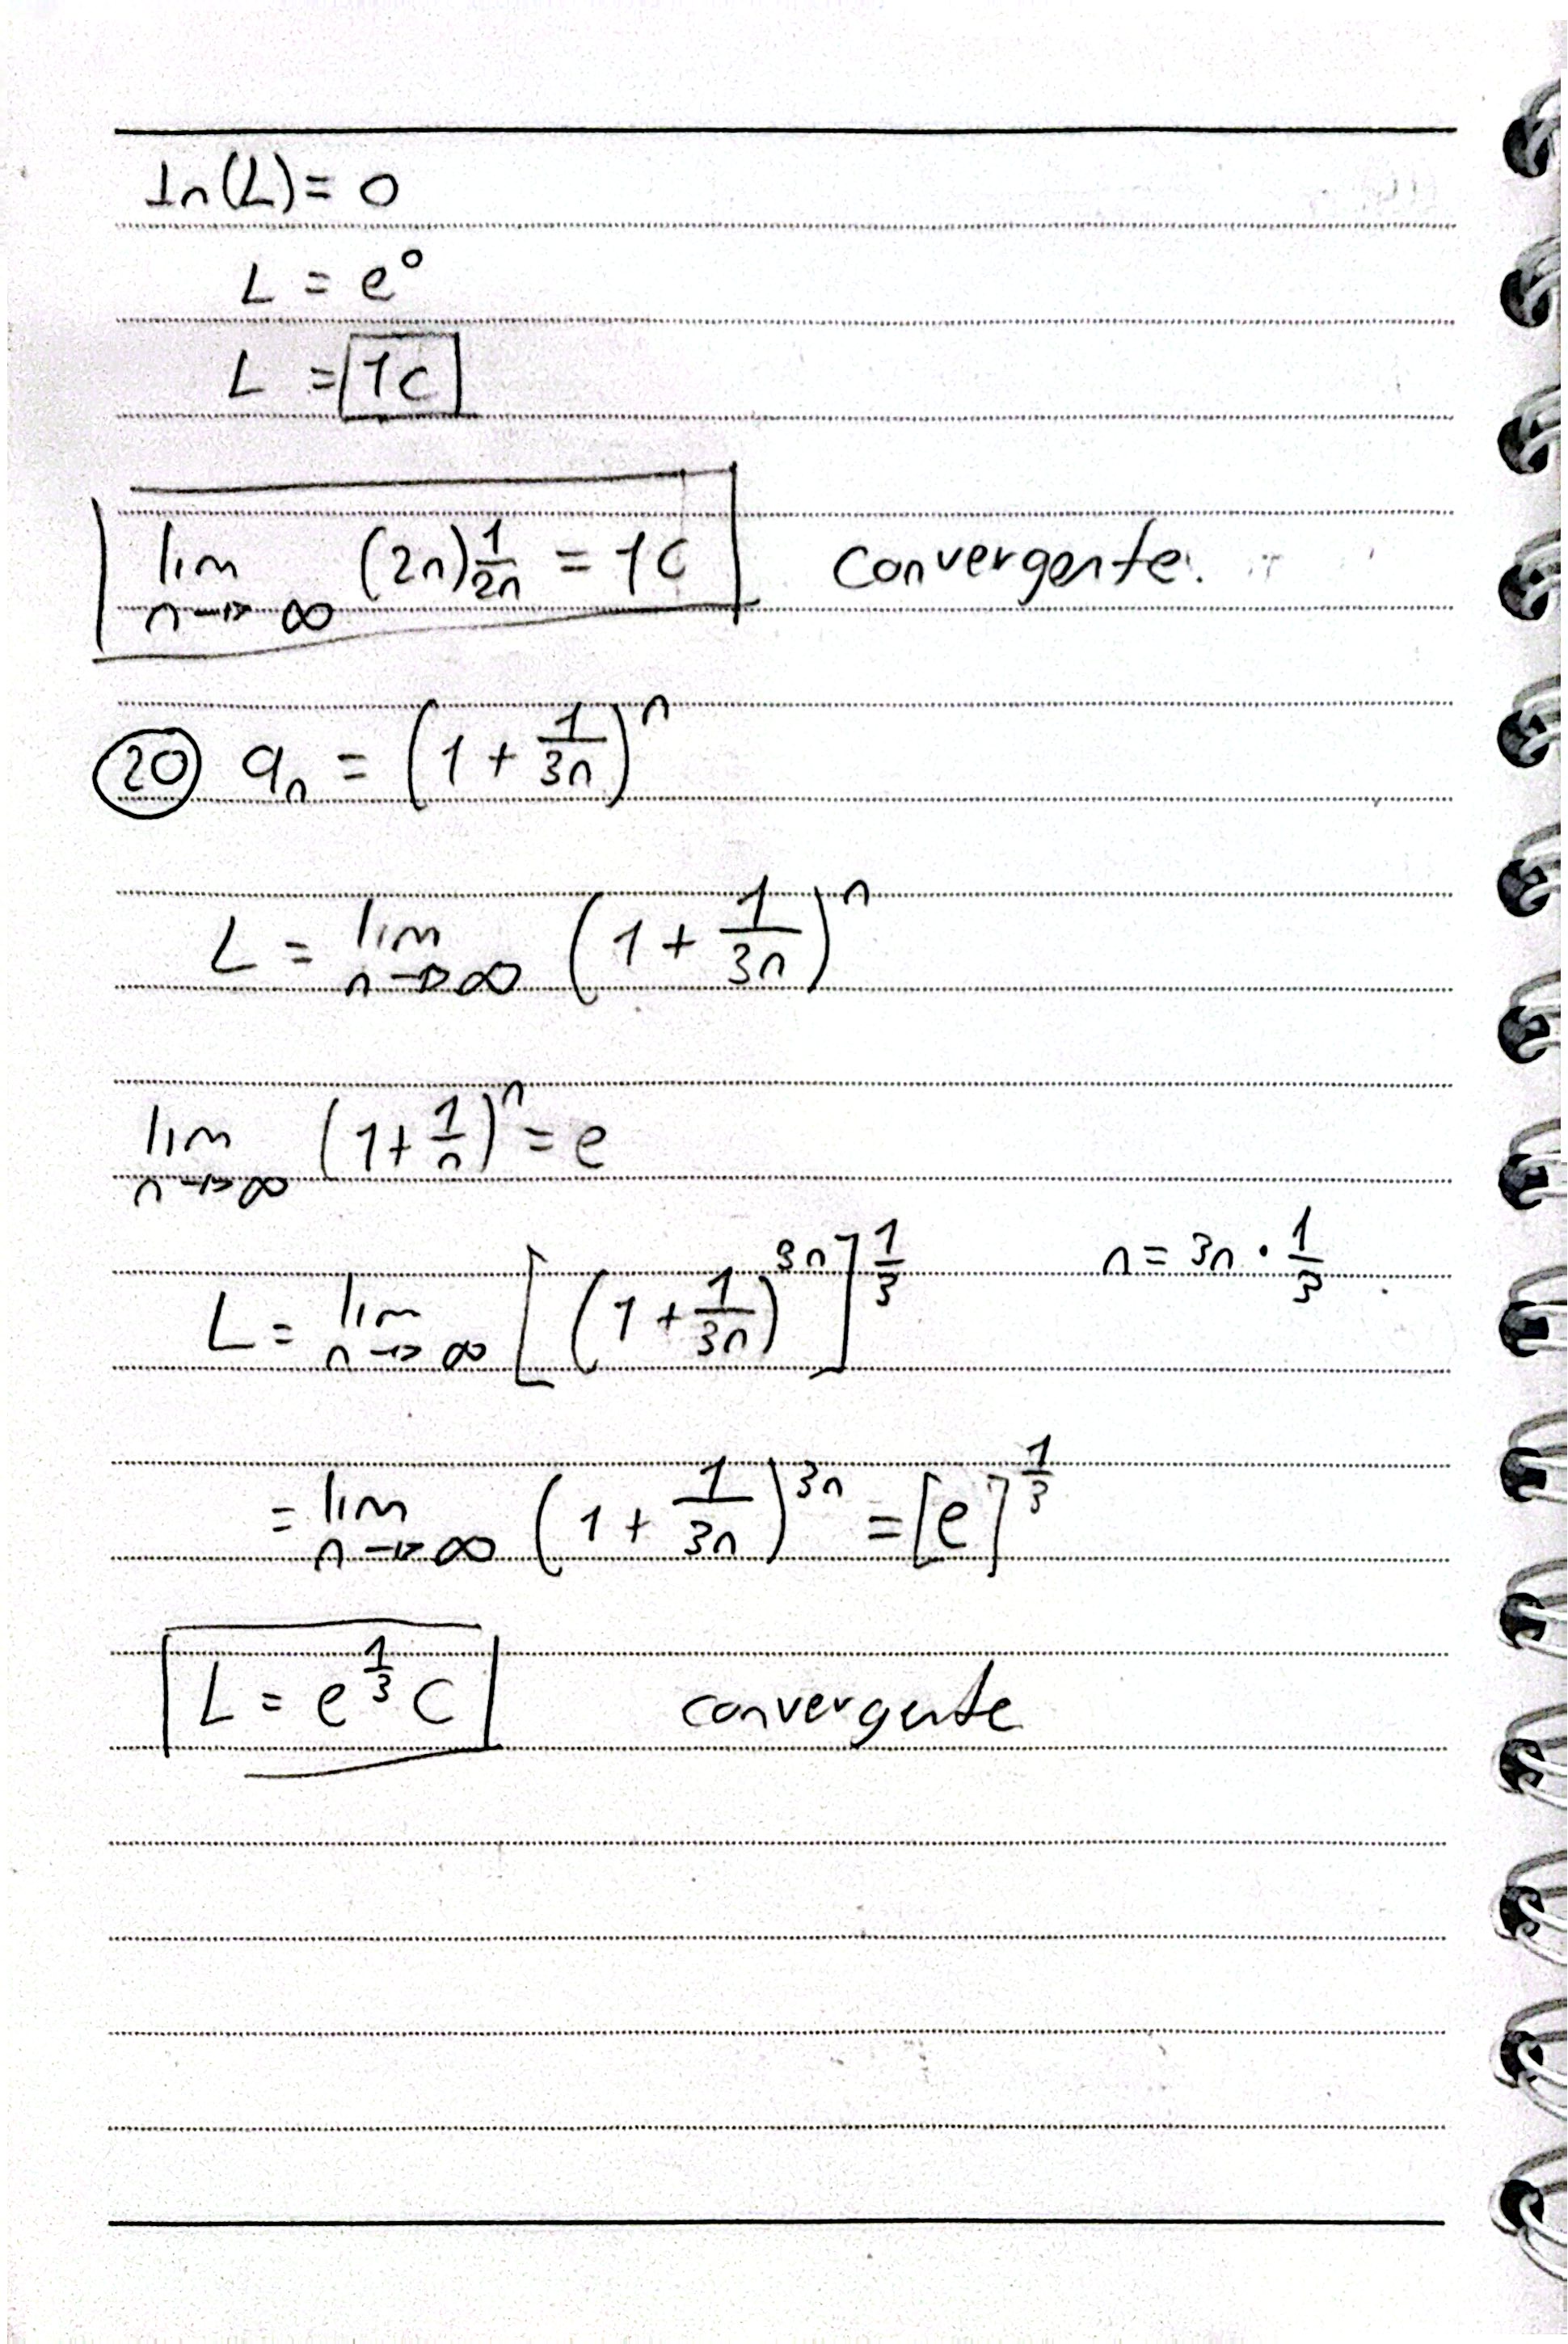 ln(L) = 0
L = e^0
L = 1c
lim n→∞ (2n) 1/2n = 1c convergente.
20 an = (1 + 1/3n)^n
L = lim n→∞ (1 + 1/3n)^n
lim n→∞ (1 + 1/n)^n = e
L = lim n→∞ [(1 + 1/3n)^3n]^1/3 n = 3n · 1/3
= lim n→∞ (1 + 1/3n)^3n = [e]^1/3
L = e^1/3 c convergente